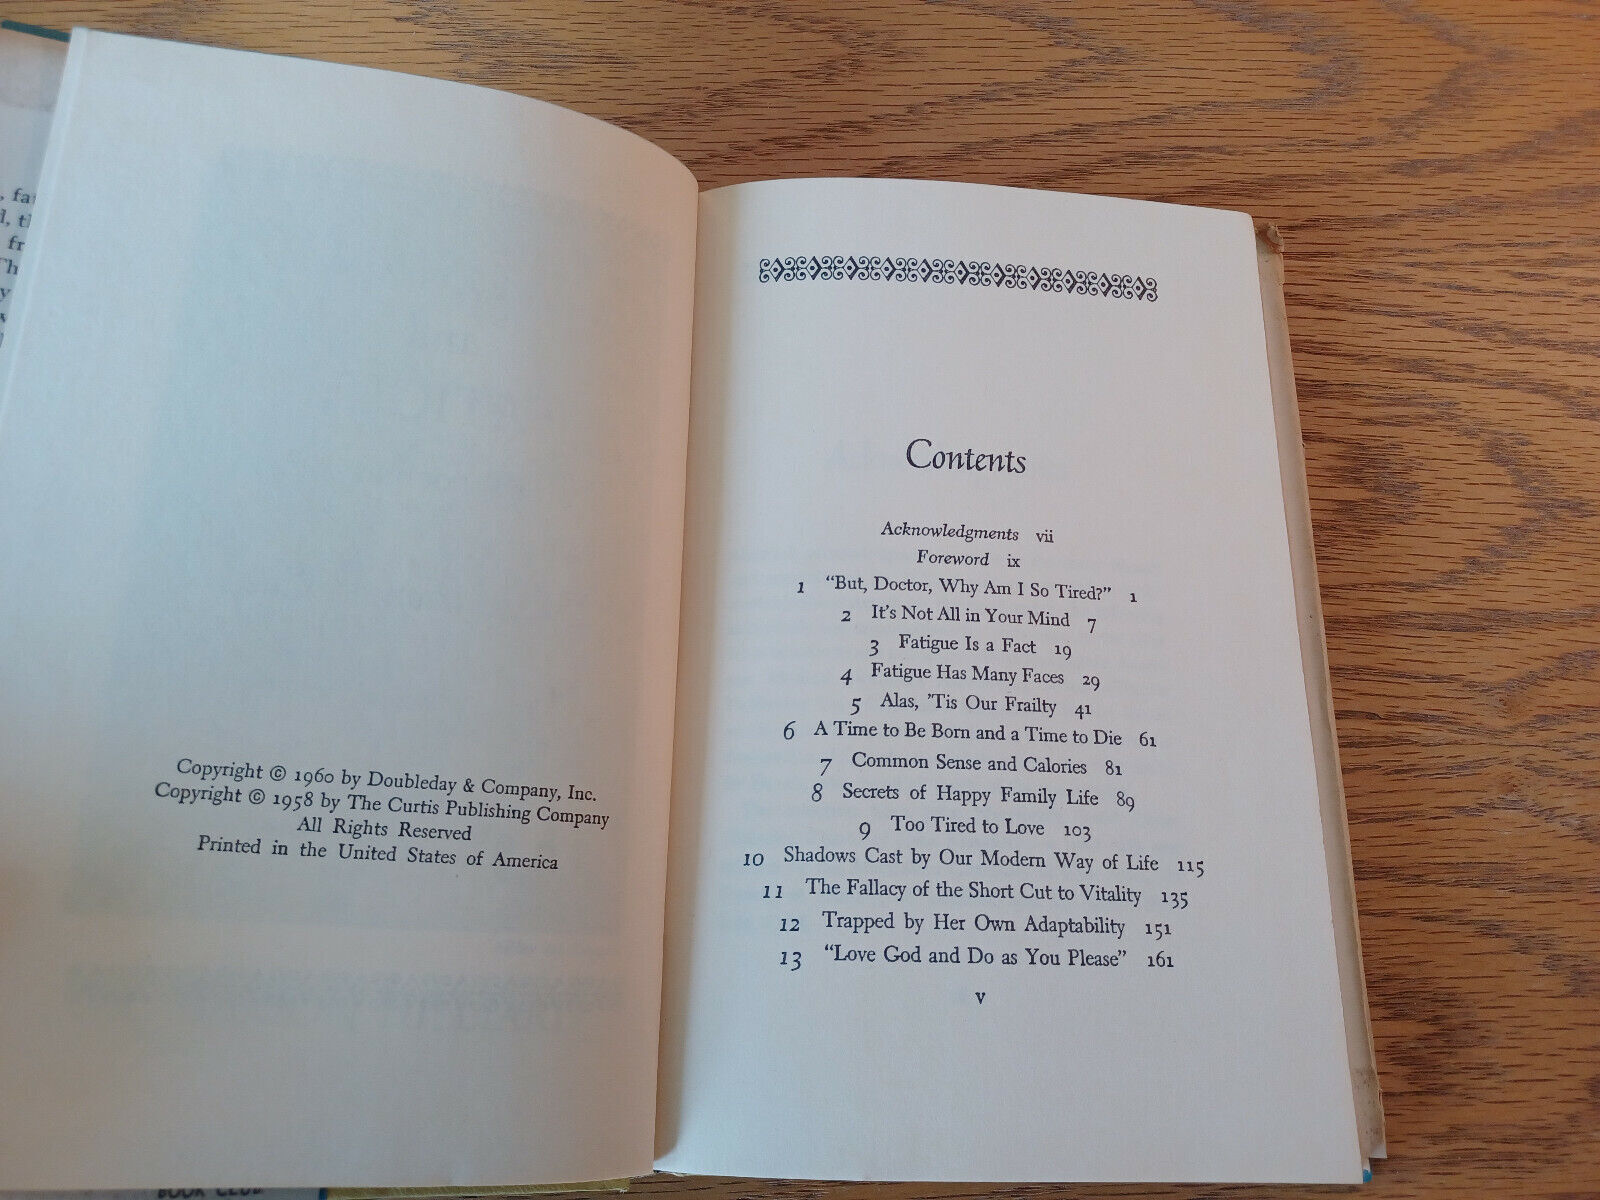 Copyright © 1960 by Doubleday & Company, Inc.
Copyright © 1958 by The Curtis Publishing Company
All Rights Reserved
Printed in the United States of America
BOOK CLUB
Contents
Acknowledgments vii
Foreword ix
1 “But, Doctor, Why Am I So Tired?” 1
2 It's Not All in Your Mind 7
3 Fatigue Is a Fact 19
4 Fatigue Has Many Faces 29
5 Alas, 'Tis Our Frailty 41
6 A Time to Be Born and a Time to Die 61
7 Common Sense and Calories 81
8 Secrets of Happy Family Life 89
9 Too Tired to Love 103
10 Shadows Cast by Our Modern Way of Life 115
11 The Fallacy of the Short Cut to Vitality 135
12 Trapped by Her Own Adaptability 151
13 “Love God and Do as You Please” 161
v